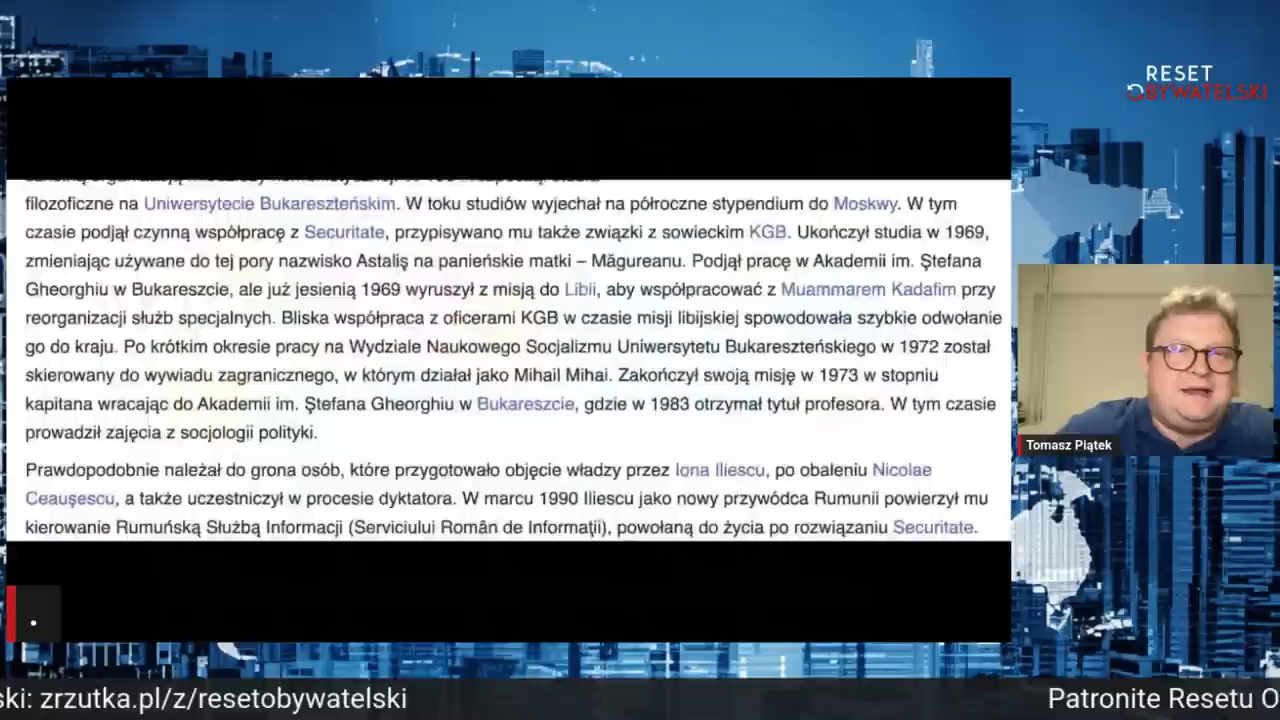 RESET
OBYWATELSKI
filozoficzne na Uniwersytecie Bukareszteńskim. W toku studiów wyjechał na półroczne stypendium do Moskwy. W tym
czasie podjął czynną współpracę z Securitate, przypisywano mu także związki z sowieckim KGB. Ukończył studia w 1969,
zmieniając używane do tej pory nazwisko Astaliş na panieńskie matki – Măgureanu. Podjął pracę w Akademii im. Ştefana
Gheorghiu w Bukareszcie, ale już jesienią 1969 wyruszył z misją do Libii, aby współpracować z Muammarem Kadafim przy
reorganizacji służb specjalnych. Bliska współpraca z oficerami KGB w czasie misji libijskiej spowodowała szybkie odwołanie
go do kraju. Po krótkim okresie pracy na Wydziale Naukowego Socjalizmu Uniwersytetu Bukareszteńskiego w 1972 został
skierowany do wywiadu zagranicznego, w którym działał jako Mihail Mihai. Zakończył swoją misję w 1973 w stopniu
kapitana wracając do Akademii im. Ştefana Gheorghiu w Bukareszcie, gdzie w 1983 otrzymał tytuł profesora. W tym czasie
prowadził zajęcia z socjologii polityki.
Prawdopodobnie należał do grona osób, które przygotowało objęcie władzy przez Iona Iliescu, po obaleniu Nicolae
Ceauşescu, a także uczestniczył w procesie dyktatora. W marcu 1990 Iliescu jako nowy przywódca Rumunii powierzył mu
kierowanie Rumuńską Służbą Informacji (Serviciului Român de Informaţii), powołaną do życia po rozwiązaniu Securitate.
Tomasz Piątek
.
ski: zrzutka.pl/z/resetobywatelski
Patronite Resetu O